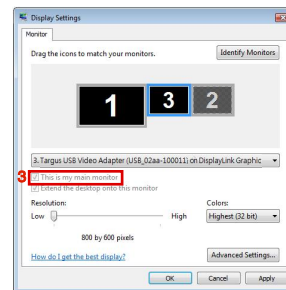 Display Settings
Monitor
Drag the icons to match your monitors.
Identify Monitors
1
3
2
3. Targus USB Video Adapter (USB_02aa-100011) on DisplayLink Graphic
3
This is my main monitor
Extend the desktop onto this monitor
Resolution:
Colors:
Low
High
Highest (32 bit)
800 by 600 pixels
How do I get the best display?
Advanced Settings...
OK
Cancel
Apply